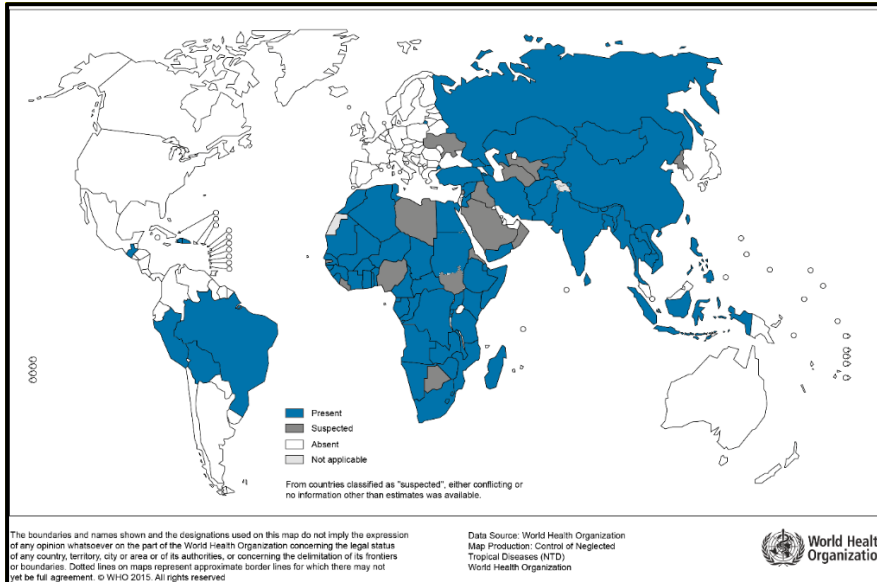 Present
Suspected
Absent
Not applicable
From countries classified as "suspected", either conflicting or
no information other than estimates was available.
The boundaries and names shown and the designations used on this map do not imply the expression
of any opinion whatsoever on the part of the World Health Organization concerning the legal status
of any country, territory, city or area or of its authorities, or concerning the delimitation of its frontiers
or boundaries. Dotted lines on maps represent approximate border lines for which there may not
yet be full agreement. © WHO 2015. All rights reserved
Data Source: World Health Organization
Map Production: Control of Neglected
Tropical Diseases (NTD)
World Health Organization
World Healt
Organizatio